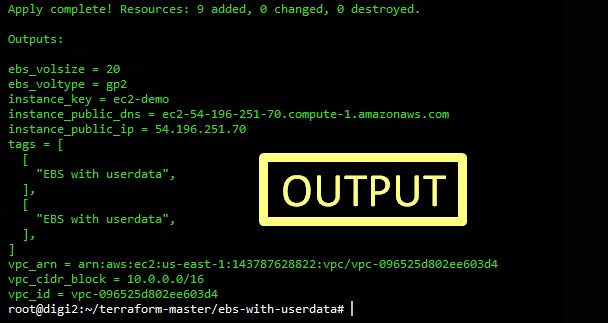 Apply complete! Resources: 9 added, 0 changed, 0 destroyed.
Outputs:
ebs_volsize = 20
ebs_voltype = gp2
instance_key = ec2-demo
instance_public_dns = ec2-54-196-251-70.compute-1.amazonaws.com
instance_public_ip = 54.196.251.70
tags = [
  [
    "EBS with userdata",
  ],
  [
    "EBS with userdata",
  ],
]
OUTPUT
vpc_arn = arn:aws:ec2:us-east-1:143787628822:vpc/vpc-096525d802ee603d4
vpc_cidr_block = 10.0.0.0/16
vpc_id = vpc-096525d802ee603d4
root@digi2:~/terraform-master/ebs-with-userdata#